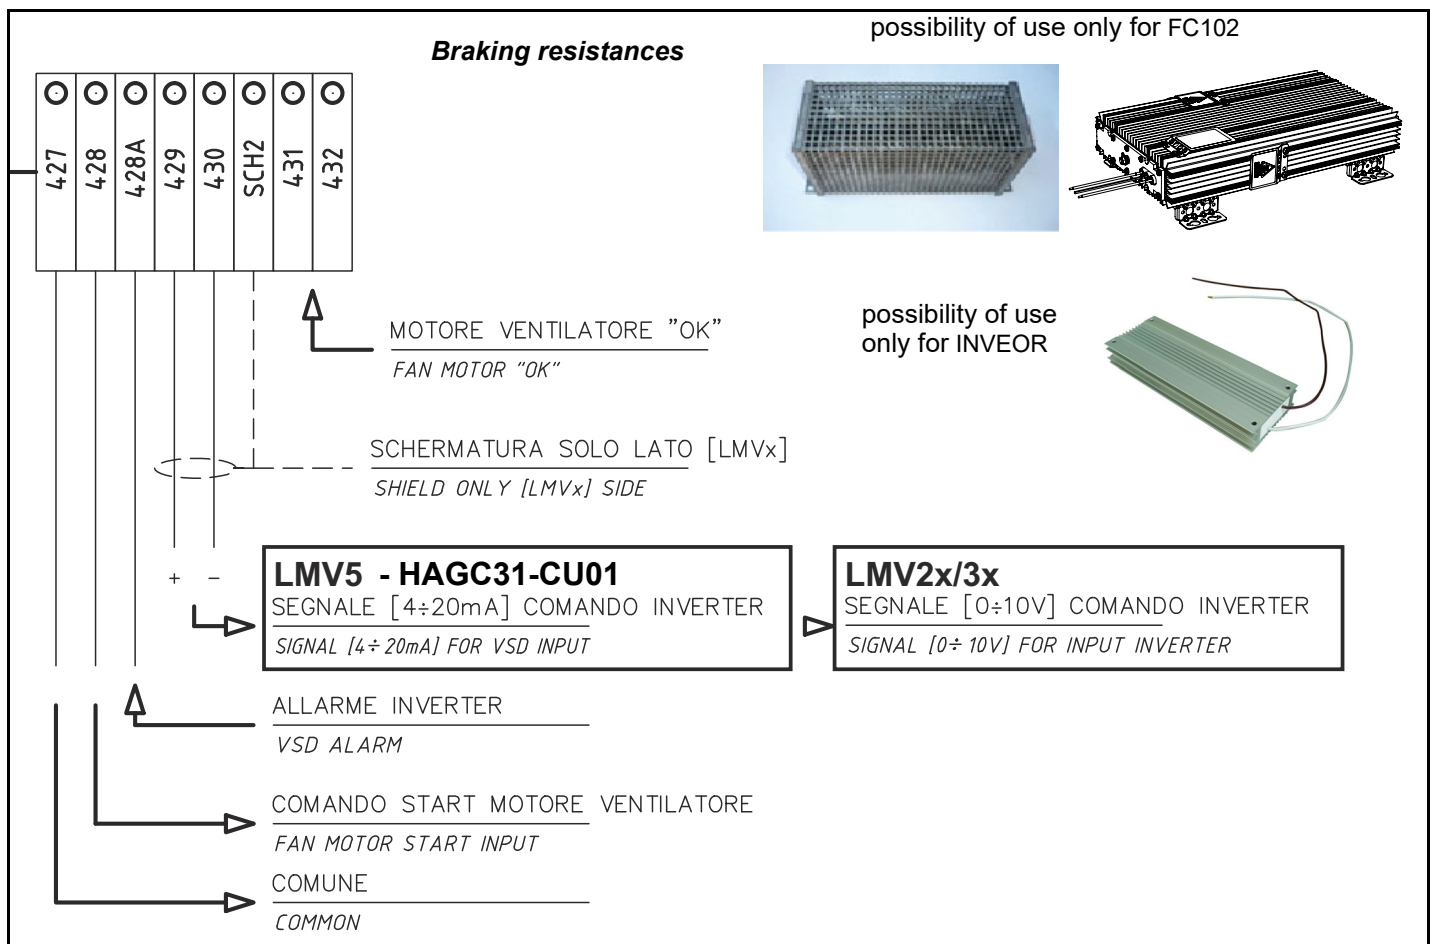 possibility of use only for FC102
Braking resistances
427
428
428A
429
430
SCH2
431
432
possibility of use
only for INVEOR
MOTORE VENTILATORE "OK"
FAN MOTOR "OK"
SCHERMATURA SOLO LATO [LMVx]
SHIELD ONLY [LMVx] SIDE
+ -
LMV5 - HAGC31-CU01
SEGNALE [4÷20mA] COMANDO INVERTER
SIGNAL [4÷20mA] FOR VSD INPUT
LMV2x/3x
SEGNALE [0÷10V] COMANDO INVERTER
SIGNAL [0÷ 10V] FOR INPUT INVERTER
ALLARME INVERTER
VSD ALARM
COMANDO START MOTORE VENTILATORE
FAN MOTOR START INPUT
COMUNE
COMMON